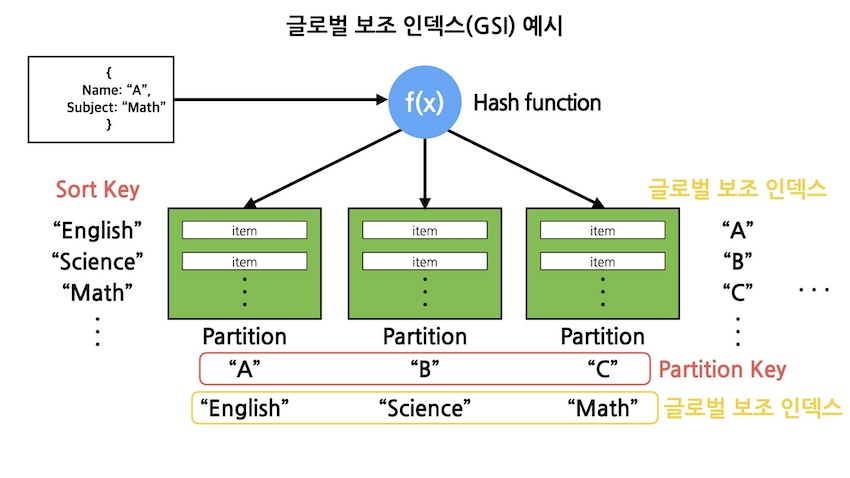 글로벌 보조 인덱스(GSI) 예시
{
Name: “A”,
Subject: “Math”
}
f(x)
Hash function
Sort Key
“English”
“Science”
“Math”
item
item
item
item
item
item
글로벌 보조 인덱스
“A”
“B”
“C”
Partition
Partition
Partition
“A”
“B”
“C”
Partition Key
“English”
“Science”
“Math”
글로벌 보조 인덱스